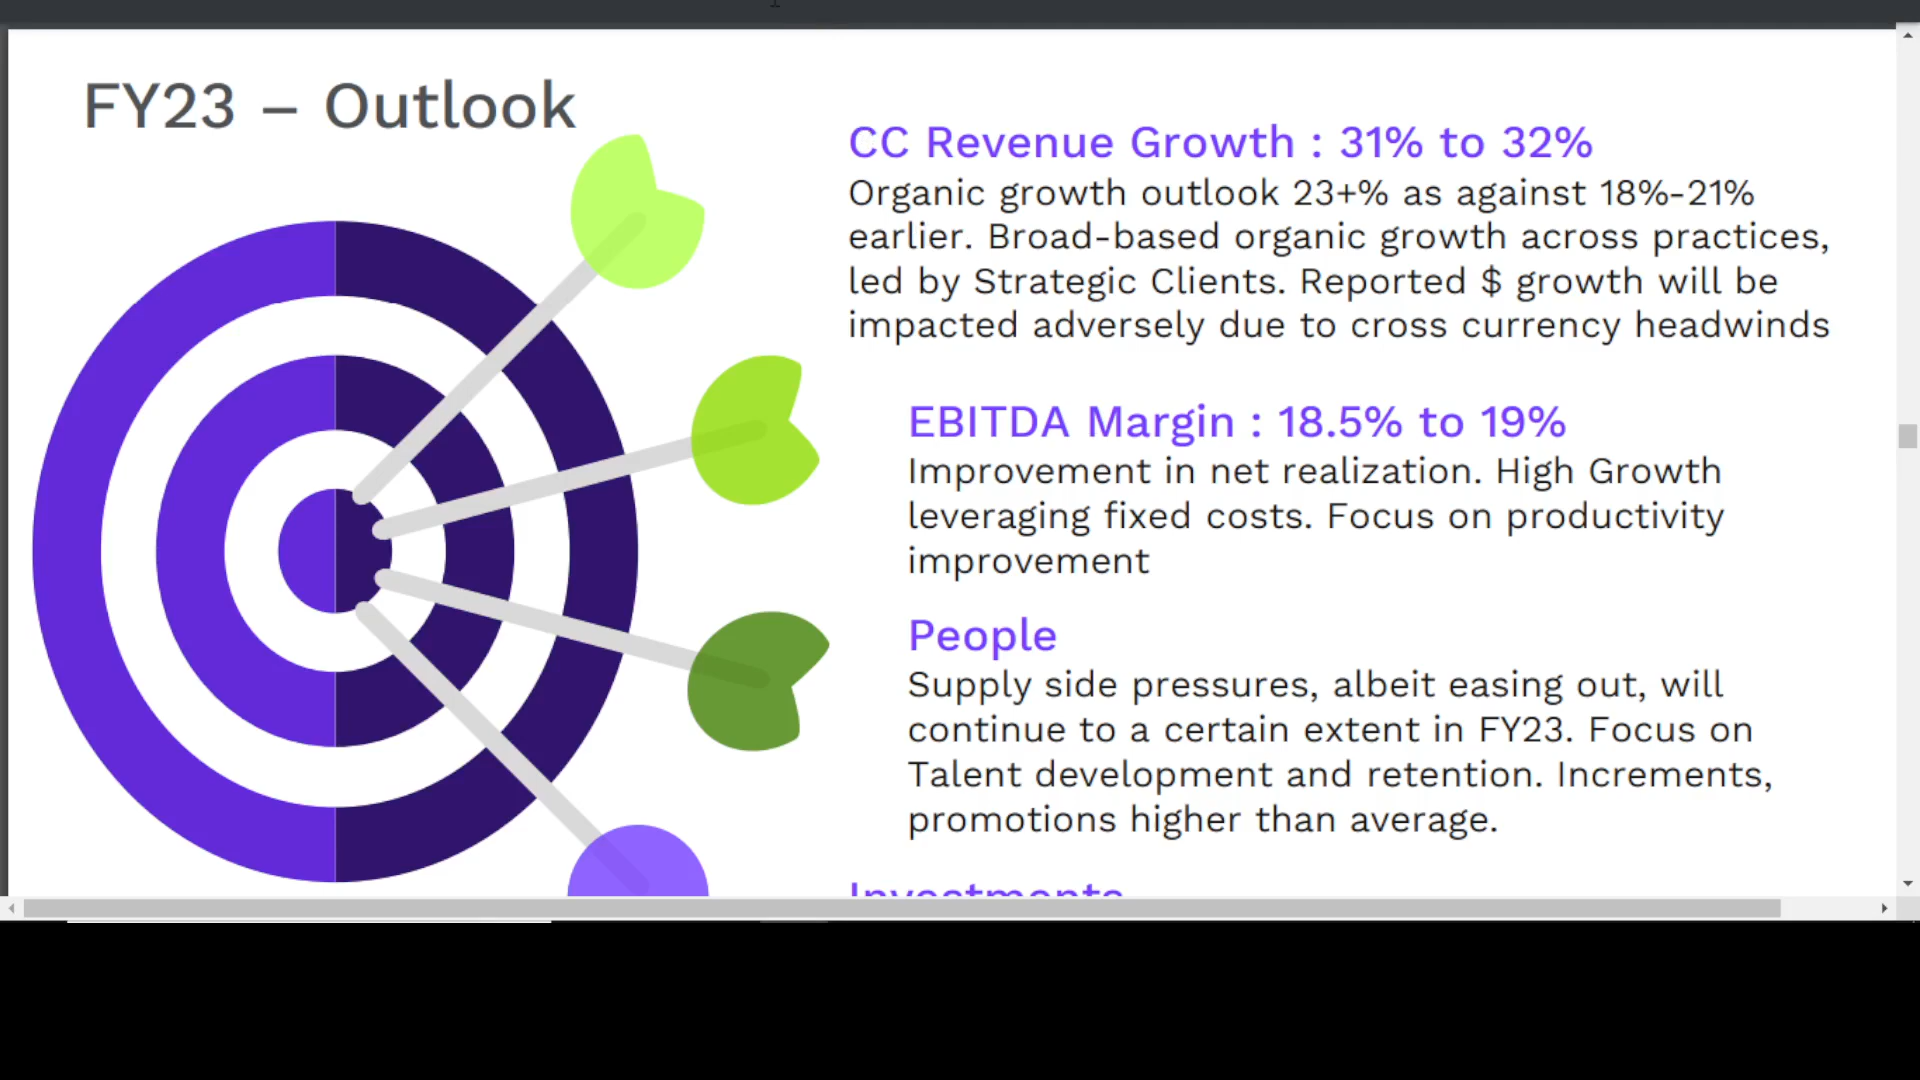 FY23 – Outlook
CC Revenue Growth : 31% to 32%
Organic growth outlook 23+% as against 18%-21%
earlier. Broad-based organic growth across practices,
led by Strategic Clients. Reported $ growth will be
impacted adversely due to cross currency headwinds
EBITDA Margin : 18.5% to 19%
Improvement in net realization. High Growth
leveraging fixed costs. Focus on productivity
improvement
People
Supply side pressures, albeit easing out, will
continue to a certain extent in FY23. Focus on
Talent development and retention. Increments,
promotions higher than average.
Investments